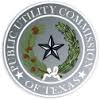 PUBLIC UTILITY COMMISSION
OF TEXAS